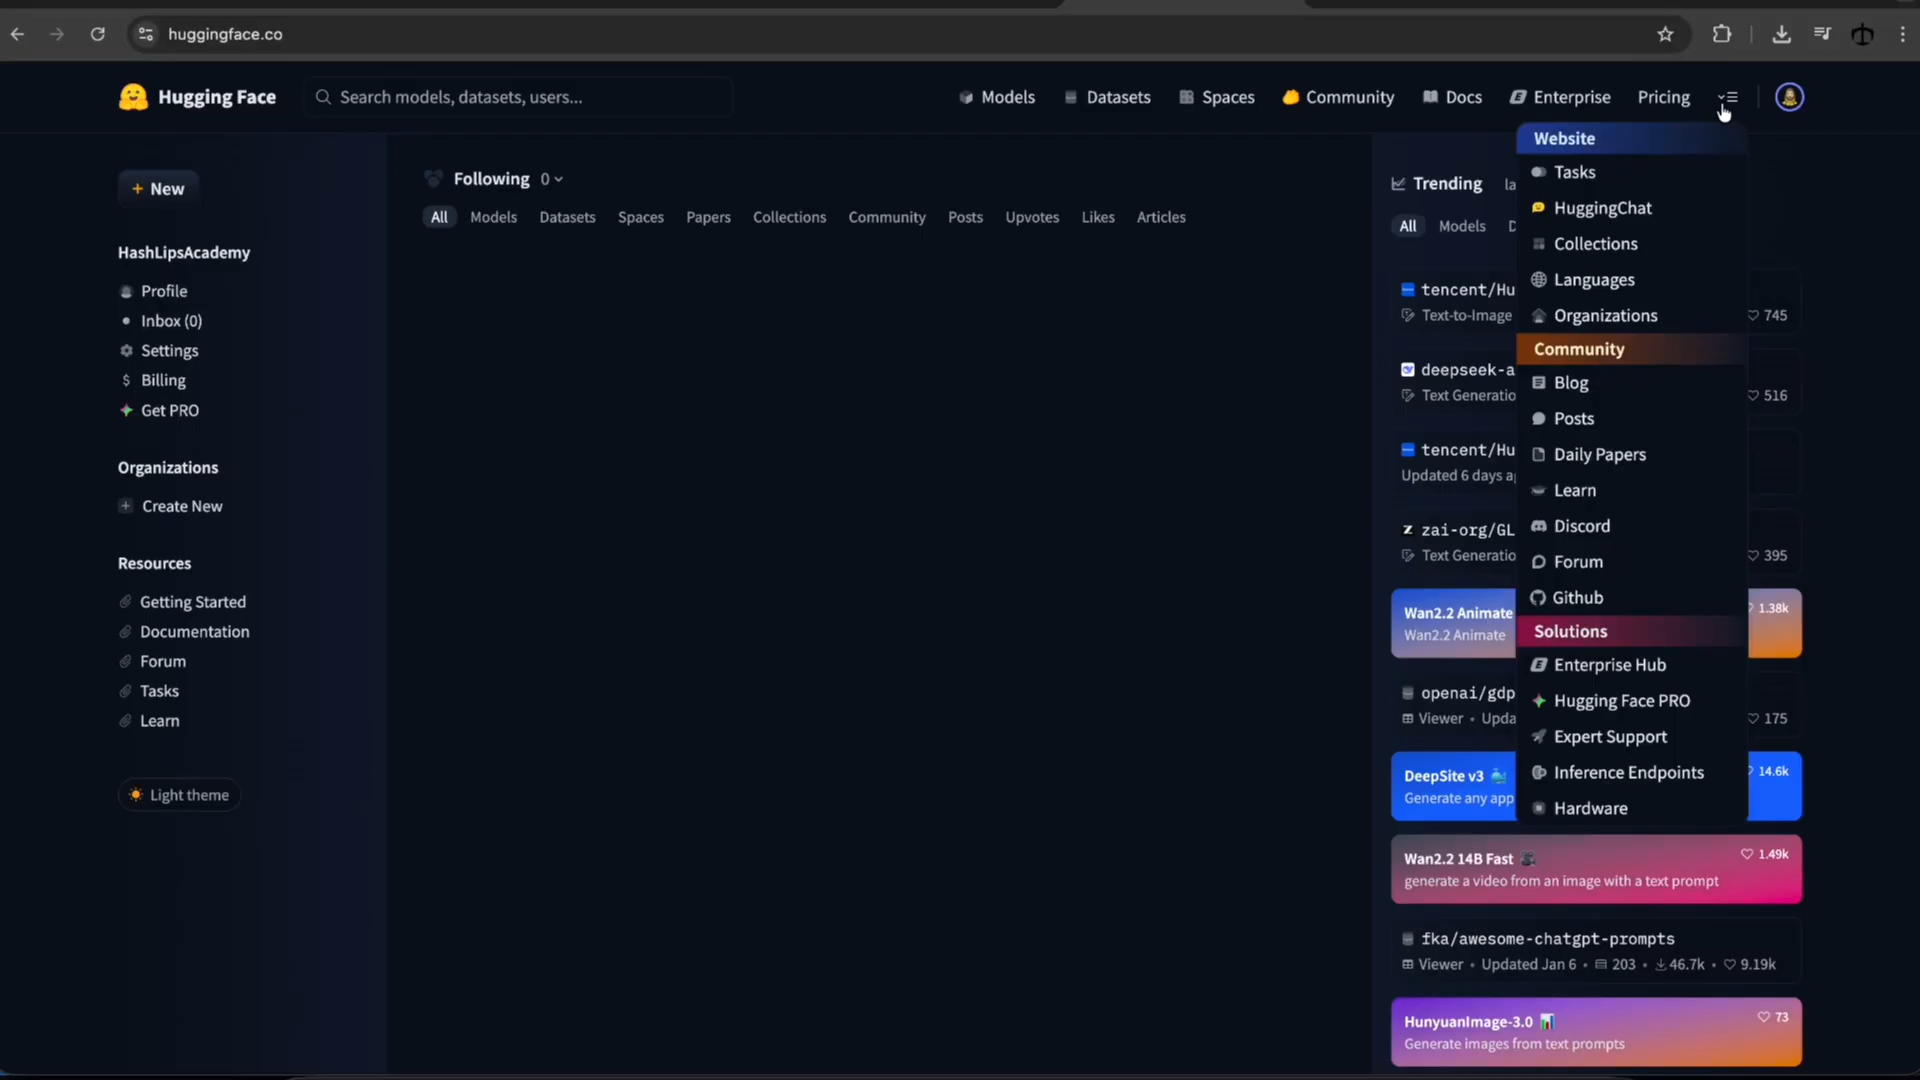 huggingface.co
Hugging Face
Search models, datasets, users...
Models
Datasets
Spaces
Community
Docs
Enterprise
Pricing
+ New
HashLipsAcademy
Profile
Inbox (0)
Settings
$ Billing
Get PRO
Organizations
+ Create New
Resources
Getting Started
Documentation
Forum
Tasks
Learn
Light theme
Following 0
All Models Datasets Spaces Papers Collections Community Posts Upvotes Likes Articles
Trending la
All Models D
tencent/Hu
Text-to-Image 745
deepseek-a
Text Generatio 516
tencent/Hu
Updated 6 days ag
zai-org/GL
Text Generatio 395
Wan2.2 Animate 1.38k
Wan2.2 Animate
openai/gdp
Viewer • Upda 175
DeepSite v3 14.6k
Generate any app
Wan2.2 14B Fast 1.49k
generate a video from an image with a text prompt
fka/awesome-chatgpt-prompts
Viewer • Updated Jan 6 • 203 • 46.7k • 9.19k
HunyuanImage-3.0 73
Generate images from text prompts
Website
Tasks
HuggingChat
Collections
Languages
Organizations
Community
Blog
Posts
Daily Papers
Learn
Discord
Forum
Github
Solutions
Enterprise Hub
Hugging Face PRO
Expert Support
Inference Endpoints
Hardware